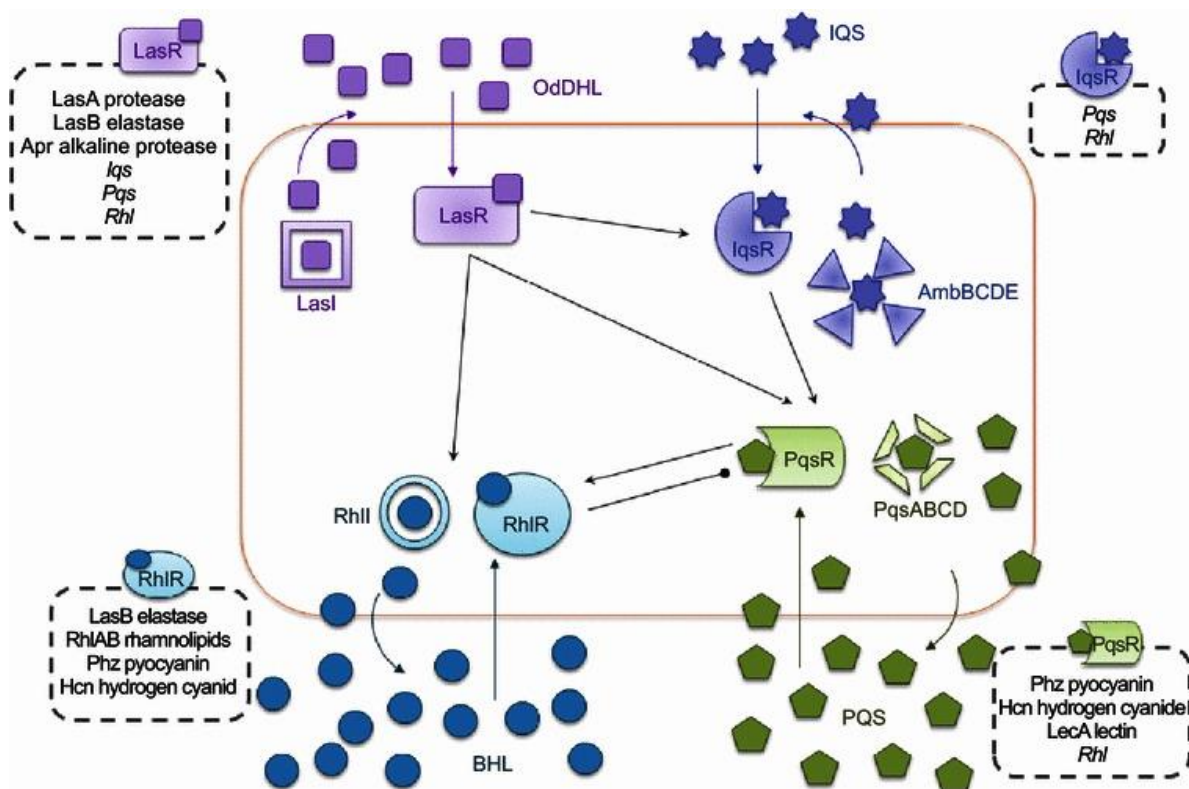 LasR
LasA protease
LasB elastase
Apr alkaline protease
Iqs
Pqs
Rhl
OdDHL
IQS
IqsR
Pqs
Rhl
LasR
LasI
IqsR
AmbBCDE
RhlI
RhlR
PqsR
PqsABCD
RhlR
LasB elastase
RhlAB rhamnolipids
Phz pyocyanin
Hcn hydrogen cyanid
BHL
PQS
PqsR
Phz pyocyanin
Hcn hydrogen cyanide
LecA lectin
Rhl